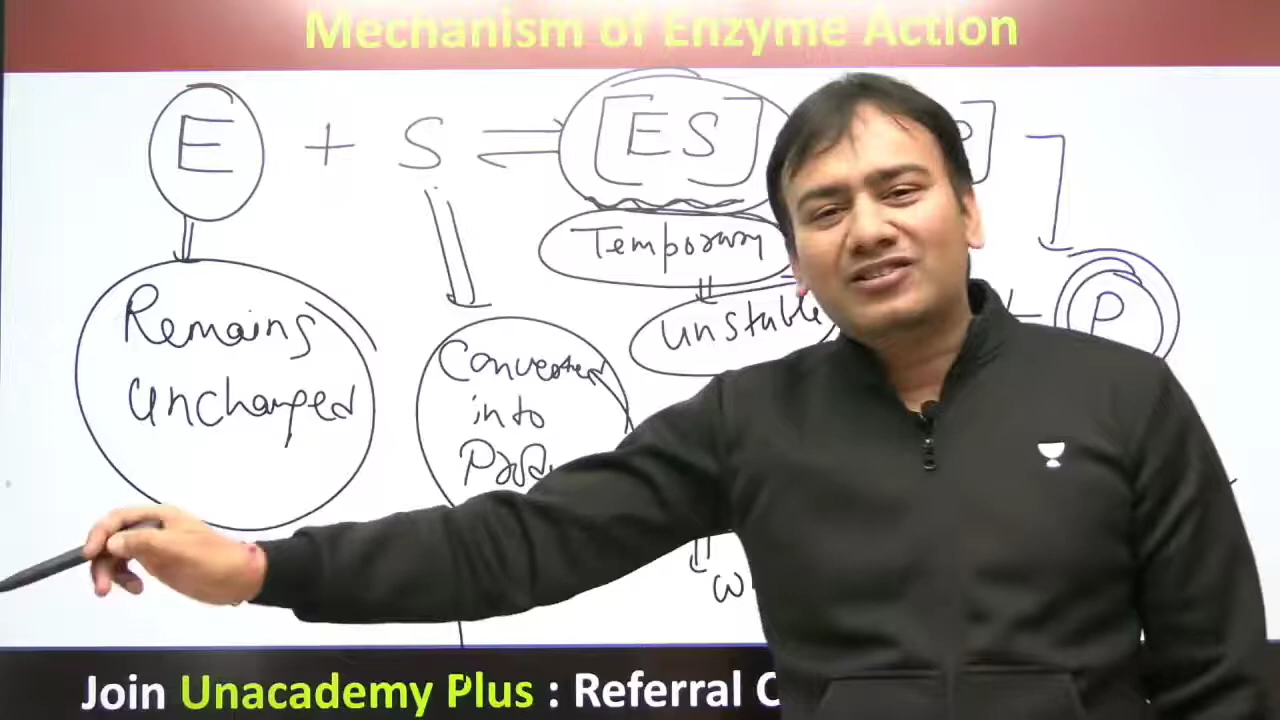 Mechanism of Enzyme Action
E + S ⇌ [ES]
P]
Temporary
unstable
+ P
Remains
unchanged
Converted
into
W
Join Unacademy Plus : Referral C